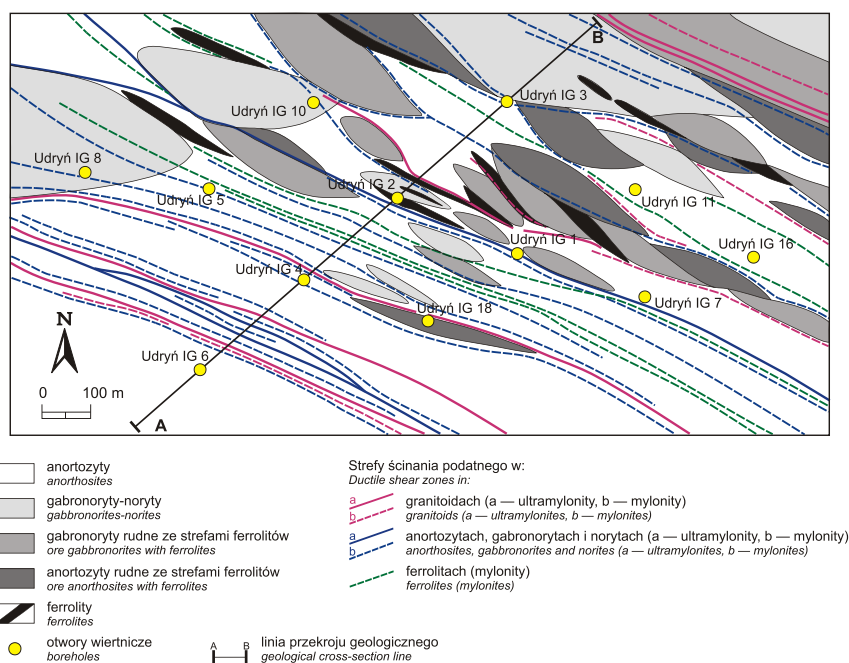 B
Udryń IG 3
Udryń IG 10
Udryń IG 8
Udryń IG 5
Udryń IG 2
Udryń IG 11
Udryń IG 1
Udryń IG 16
Udryń IG 4
Udryń IG 7
Udryń IG 18
N
Udryń IG 6
0 100 m
A
anortozyty
anorthosites
gabronoryty-noryty
gabbronorites-norites
gabronoryty rudne ze strefami ferrolitów
ore gabbronorites with ferrolites
anortozyty rudne ze strefami ferrolitów
ore anorthosites with ferrolites
ferrolity
ferrolites
otwory wiertnicze
boreholes
A B
linia przekroju geologicznego
geological cross-section line
Strefy ścinania podatnego w:
Ductile shear zones in:
a
b
granitoidach (a — ultramylonity, b — mylonity)
granitoids (a — ultramylonites, b — mylonites)
a
b
anortozytach, gabronorytach i norytach (a — ultramylonity, b — mylonity)
anorthosites, gabbronorites and norites (a — ultramylonites, b — mylonites)
ferrolitach (mylonity)
ferrolites (mylonites)